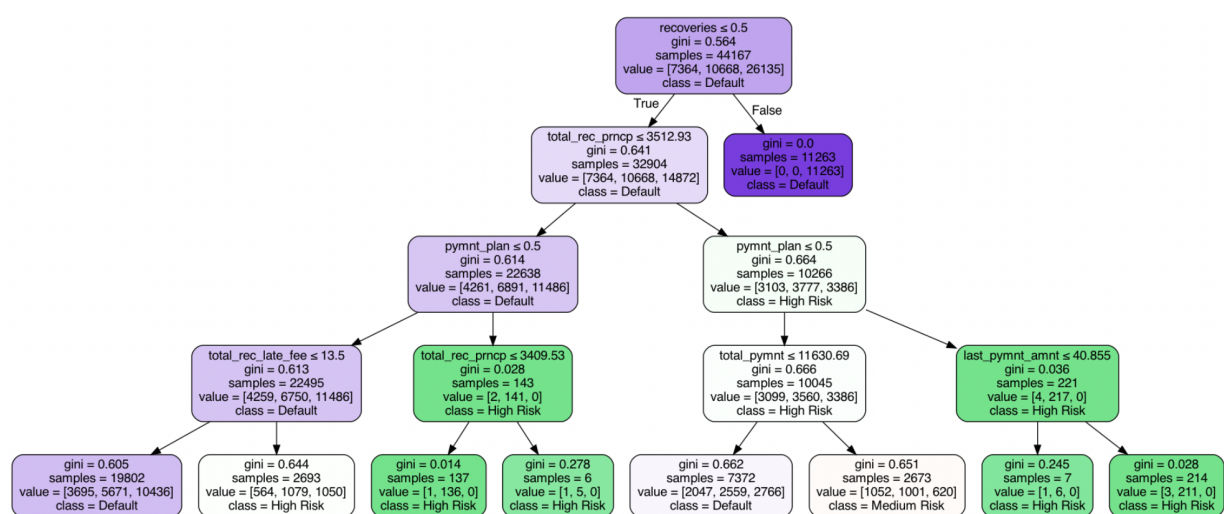 recoveries ≤ 0.5
gini = 0.564
samples = 44167
value = [7364, 10668, 26135]
class = Default
True
False
total_rec_prncp ≤ 3512.93
gini = 0.641
samples = 32904
value = [7364, 10668, 14872]
class = Default
gini = 0.0
samples = 11263
value = [0, 0, 11263]
class = Default
pymnt_plan ≤ 0.5
gini = 0.614
samples = 22638
value = [4261, 6891, 11486]
class = Default
pymnt_plan ≤ 0.5
gini = 0.664
samples = 10266
value = [3103, 3777, 3386]
class = High Risk
total_rec_late_fee ≤ 13.5
gini = 0.613
samples = 22495
value = [4259, 6750, 11486]
class = Default
total_rec_prncp ≤ 3409.53
gini = 0.028
samples = 143
value = [2, 141, 0]
class = High Risk
total_pymnt ≤ 11630.69
gini = 0.666
samples = 10045
value = [3099, 3560, 3386]
class = High Risk
last_pymnt_amnt ≤ 40.855
gini = 0.036
samples = 221
value = [4, 217, 0]
class = High Risk
gini = 0.605
samples = 19802
value = [3695, 5671, 10436]
class = Default
gini = 0.644
samples = 2693
value = [564, 1079, 1050]
class = High Risk
gini = 0.014
samples = 137
value = [1, 136, 0]
class = High Risk
gini = 0.278
samples = 6
value = [1, 5, 0]
class = High Risk
gini = 0.662
samples = 7372
value = [2047, 2559, 2766]
class = Default
gini = 0.651
samples = 2673
value = [1052, 1001, 620]
class = Medium Risk
gini = 0.245
samples = 7
value = [1, 6, 0]
class = High Risk
gini = 0.028
samples = 214
value = [3, 211, 0]
class = High Risk